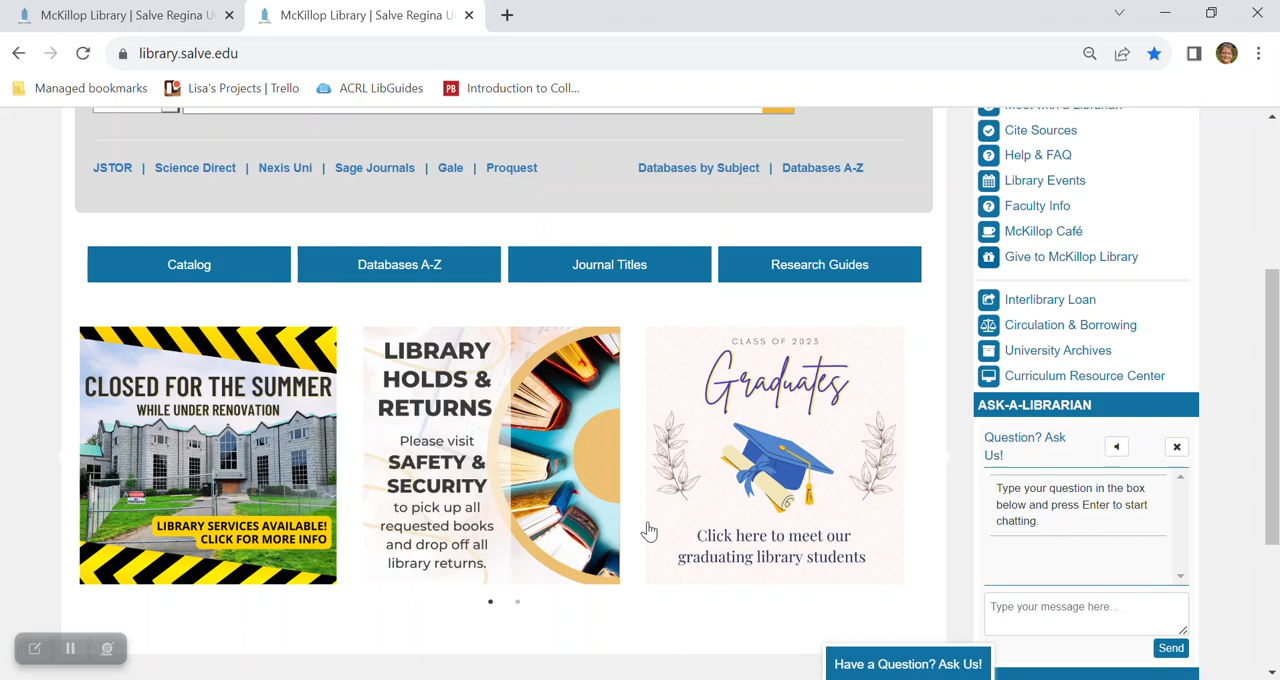 McKillop Library | Salve Regina U
McKillop Library | Salve Regina U
library.salve.edu
Managed bookmarks
Lisa's Projects | Trello
ACRL LibGuides
PB Introduction to Coll...
JSTOR | Science Direct | Nexis Uni | Sage Journals | Gale | Proquest
Databases by Subject | Databases A-Z
Catalog
Databases A-Z
Journal Titles
Research Guides
CLOSED FOR THE SUMMER
WHILE UNDER RENOVATION
LIBRARY SERVICES AVAILABLE!
CLICK FOR MORE INFO
LIBRARY
HOLDS &
RETURNS
Please visit
SAFETY &
SECURITY
to pick up all
requested books
and drop off all
library returns.
CLASS OF 2023
Graduates
Click here to meet our
graduating library students
Meet with a Librarian
Cite Sources
Help & FAQ
Library Events
Faculty Info
McKillop Café
Give to McKillop Library
Interlibrary Loan
Circulation & Borrowing
University Archives
Curriculum Resource Center
ASK-A-LIBRARIAN
Question? Ask
Us!
Type your question in the box
below and press Enter to start
chatting.
Type your message here...
Send
Have a Question? Ask Us!